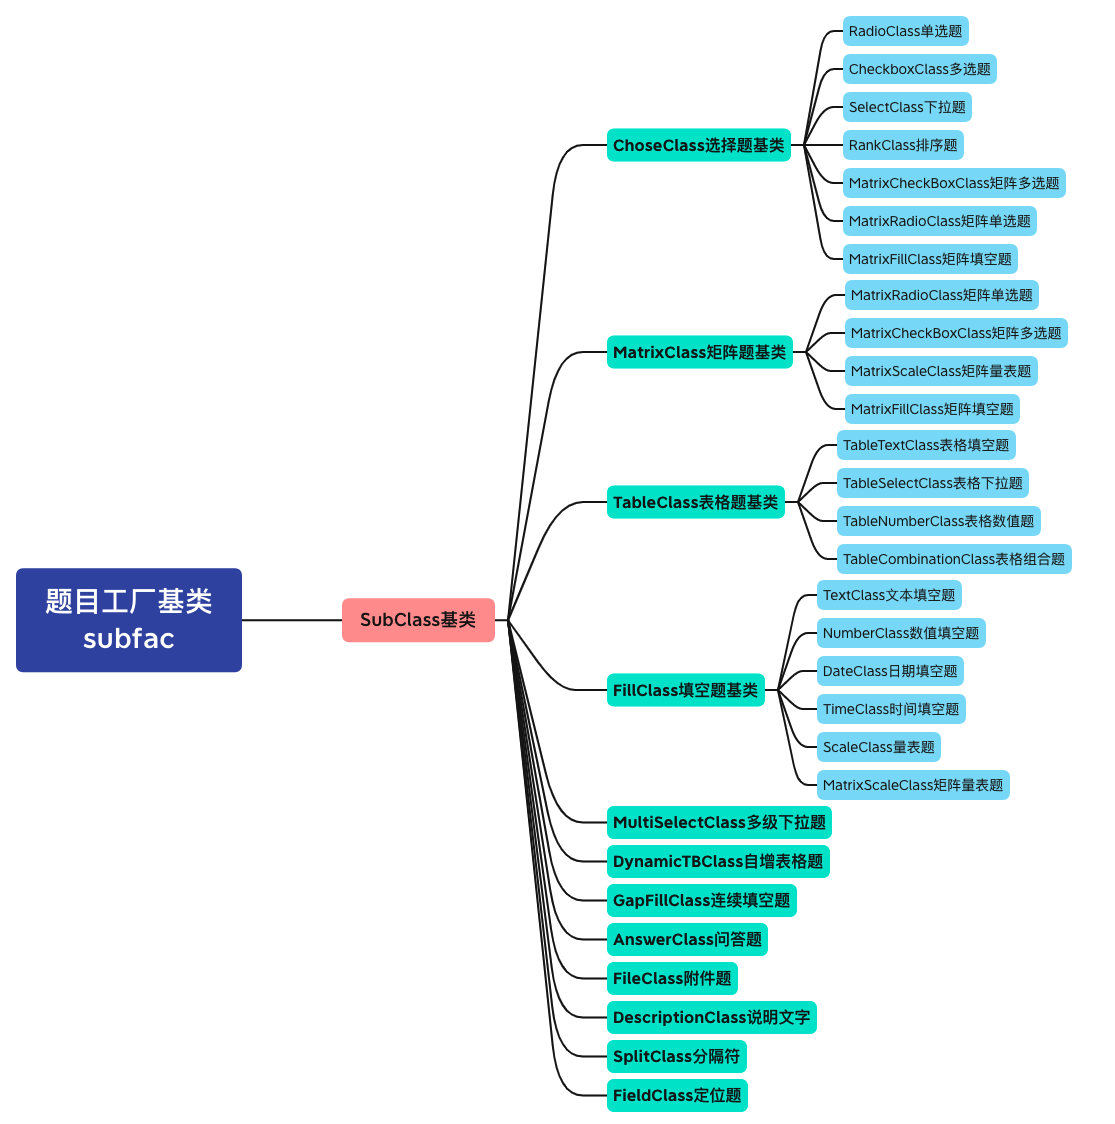 题目工厂基类
subfac
SubClass基类
ChoseClass选择题基类
RadioClass单选题
CheckboxClass多选题
SelectClass下拉题
RankClass排序题
MatrixCheckBoxClass矩阵多选题
MatrixRadioClass矩阵单选题
MatrixFillClass矩阵填空题
MatrixClass矩阵题基类
MatrixRadioClass矩阵单选题
MatrixCheckBoxClass矩阵多选题
MatrixScaleClass矩阵量表题
MatrixFillClass矩阵填空题
TableClass表格题基类
TableTextClass表格填空题
TableSelectClass表格下拉题
TableNumberClass表格数值题
TableCombinationClass表格组合题
FillClass填空题基类
TextClass文本填空题
NumberClass数值填空题
DateClass日期填空题
TimeClass时间填空题
ScaleClass量表题
MatrixScaleClass矩阵量表题
MultiSelectClass多级下拉题
DynamicTBClass自增表格题
GapFillClass连续填空题
AnswerClass问答题
FileClass附件题
DescriptionClass说明文字
SplitClass分隔符
FieldClass定位题